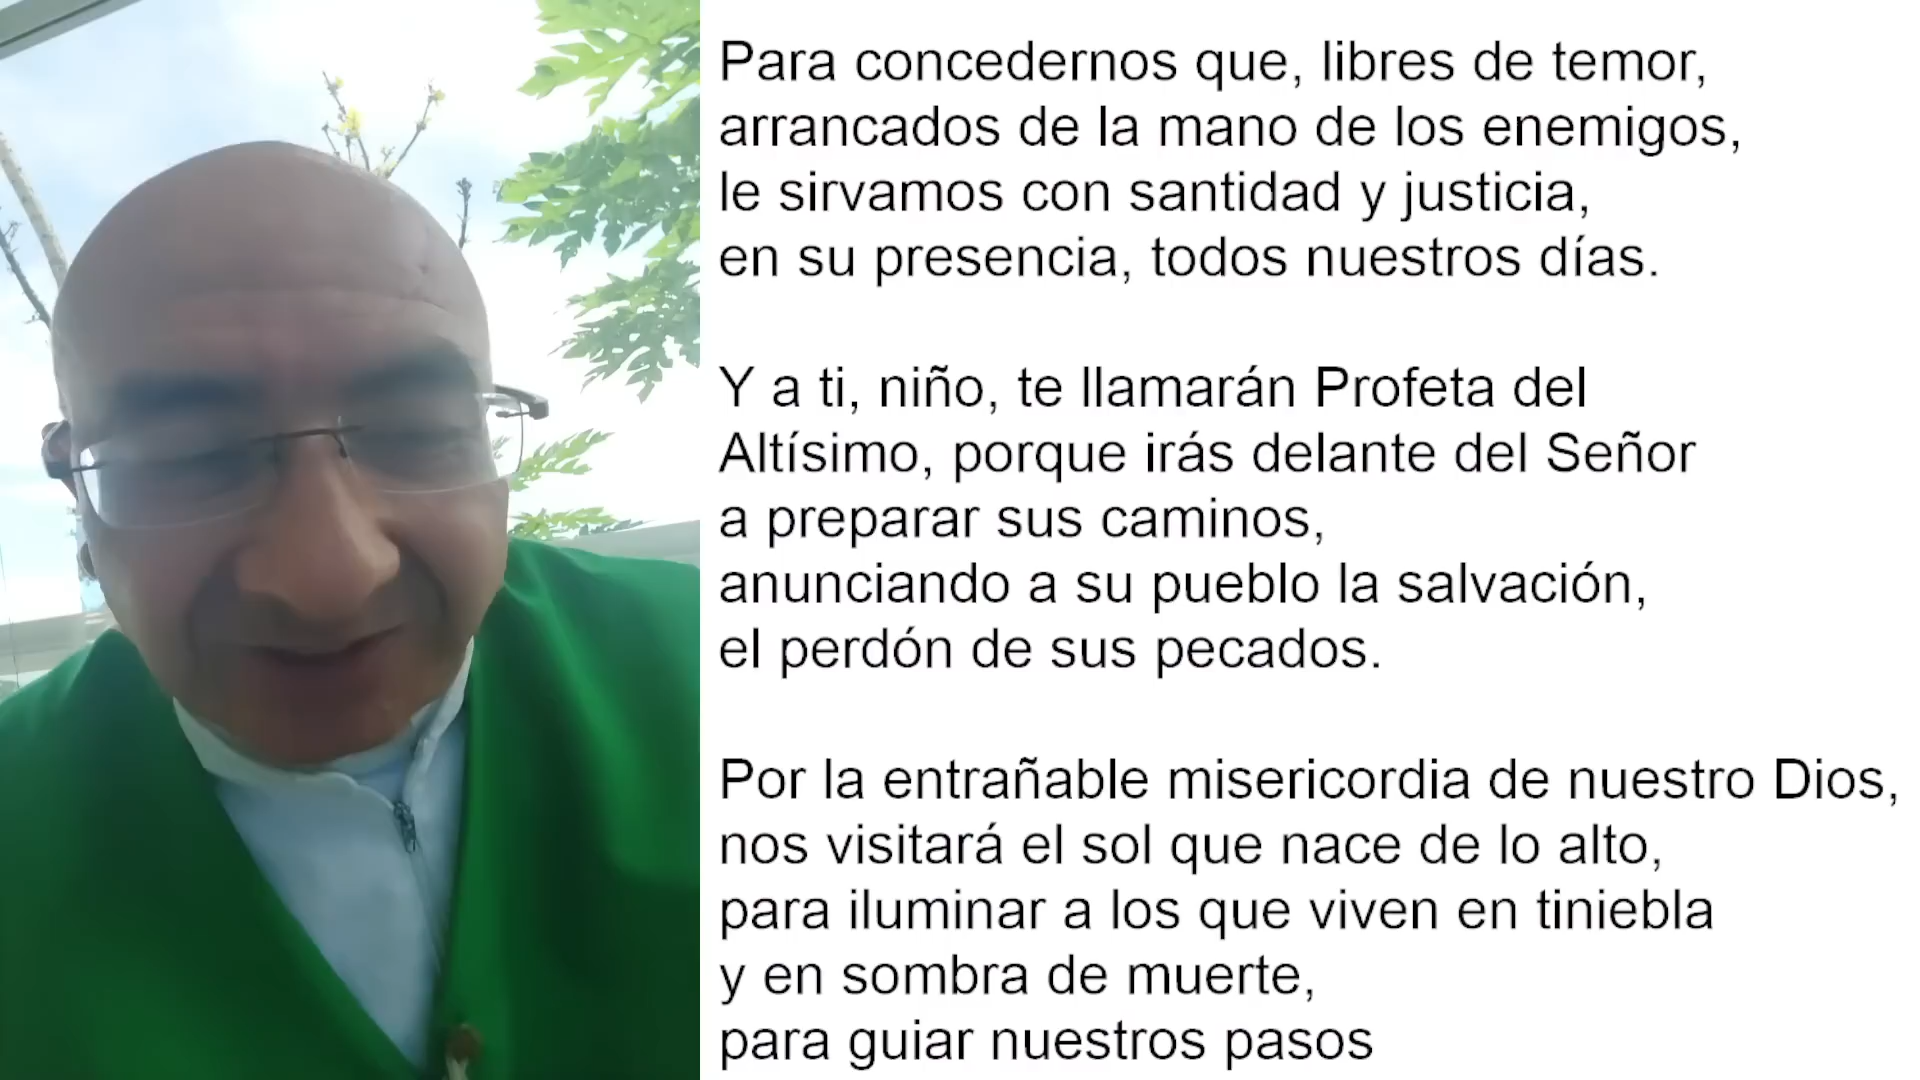 Para concedernos que, libres de temor,
arrancados de la mano de los enemigos,
le sirvamos con santidad y justicia,
en su presencia, todos nuestros días.
Y a ti, niño, te llamarán Profeta del
Altísimo, porque irás delante del Señor
a preparar sus caminos,
anunciando a su pueblo la salvación,
el perdón de sus pecados.
Por la entrañable misericordia de nuestro Dios,
nos visitará el sol que nace de lo alto,
para iluminar a los que viven en tiniebla
y en sombra de muerte,
para guiar nuestros pasos